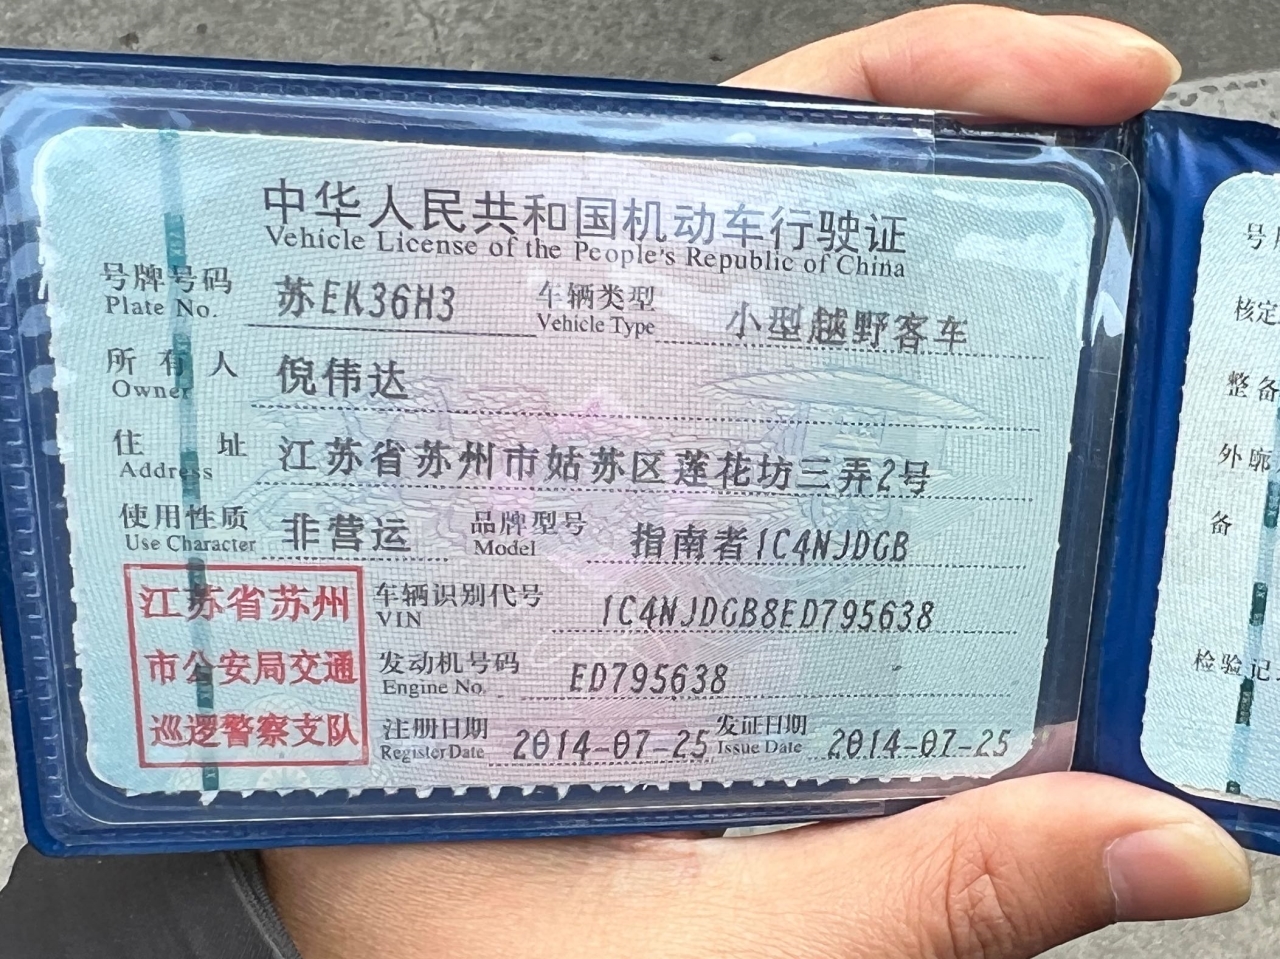 中华人民共和国机动车行驶证
Vehicle License of the People's Republic of China
号牌号码 苏EK36H3 车辆类型 小型越野客车
Plate No. Vehicle Type
所有人 倪伟达
Owner
住址 江苏省苏州市姑苏区莲花坊三弄2号
Address
使用性质 非营运 品牌型号 指南者1C4NJDGB
Use Character Model
江苏省苏州
市公安局交通
巡逻警察支队
车辆识别代号 1C4NJDGB8ED795638
VIN
发动机号码 ED795638
Engine No.
注册日期 2014-07-25 发证日期 2014-07-25
Register Date Issue Date
号
核定
整备
外廓
备
检验记